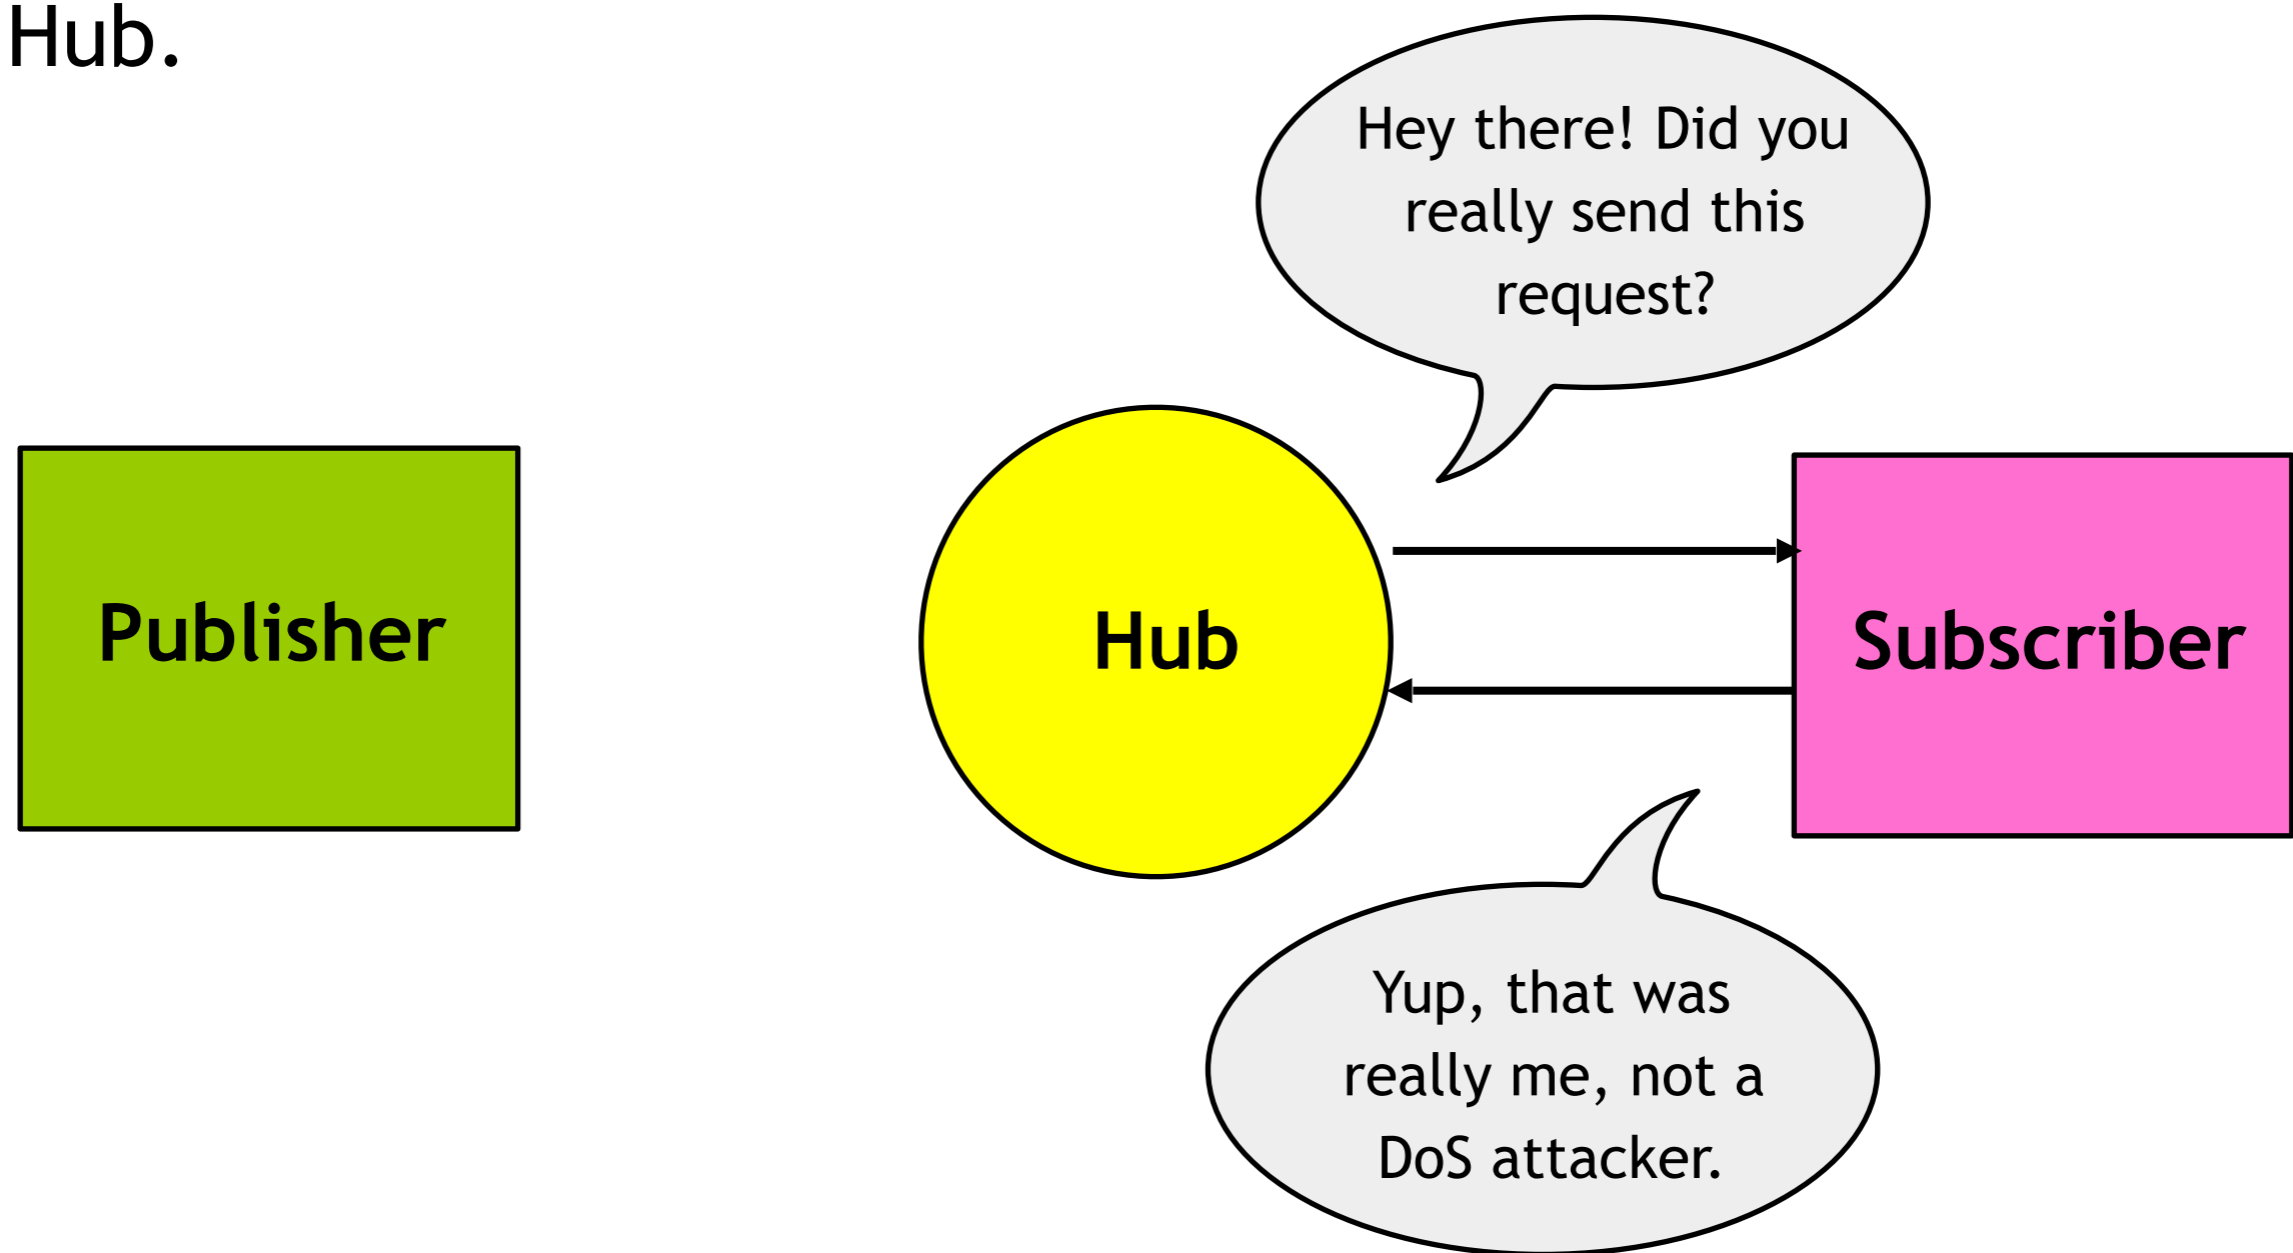 Hub.
Hey there! Did you
really send this
request?
Publisher
Hub
Subscriber
Yup, that was
really me, not a
DoS attacker.